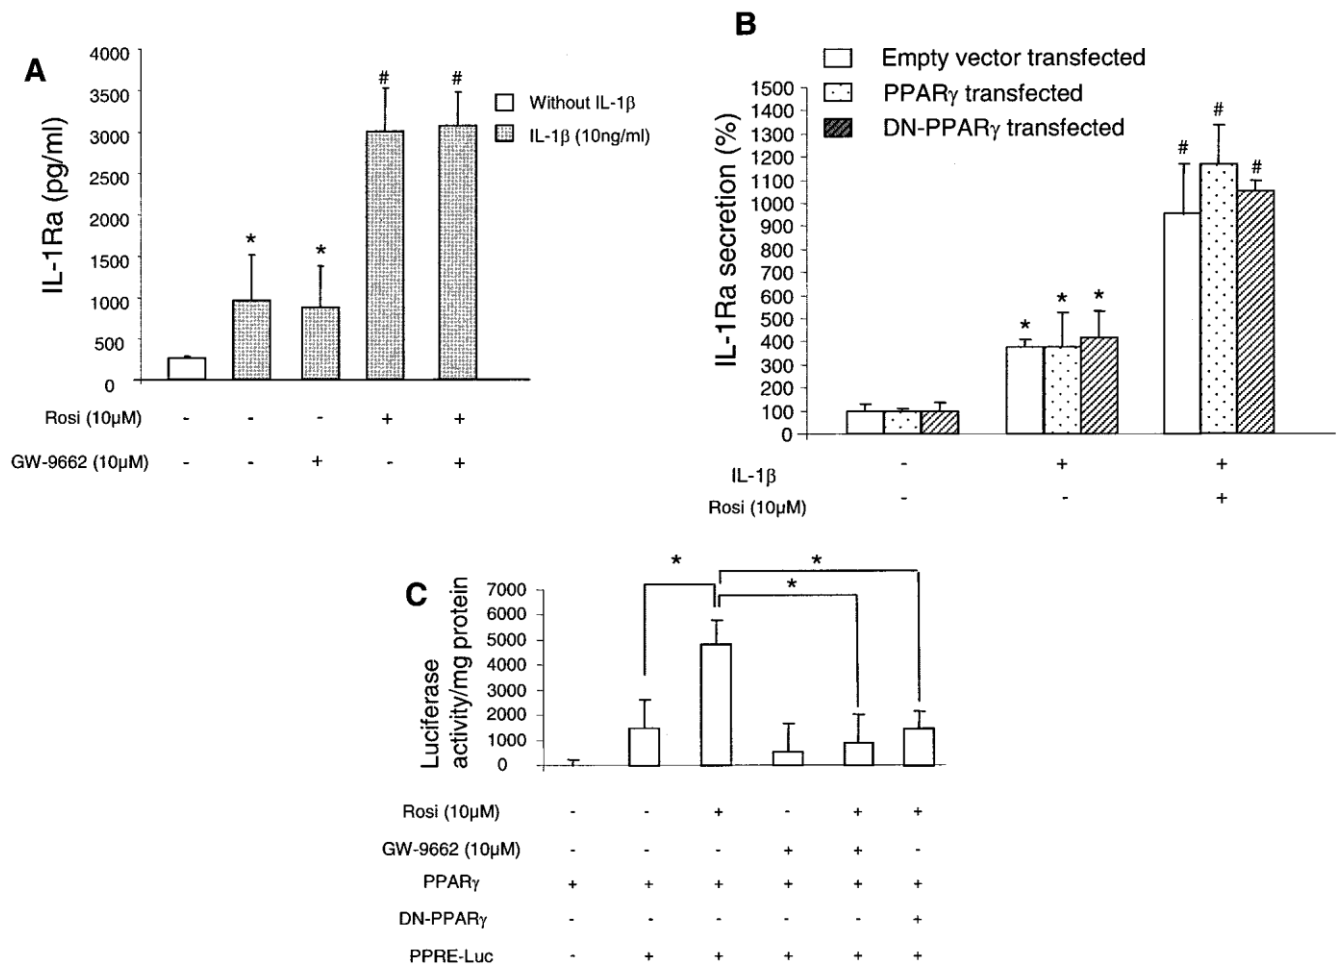 A
4000
3500
3000
2500
2000
1500
1000
500
0
IL-1Ra (pg/ml)
* * # #
Without IL-1β
IL-1β (10ng/ml)
Rosi (10μM) - - - + +
GW-9662 (10μM) - - + - +
B
Empty vector transfected
PPARγ transfected
DN-PPARγ transfected
1500
1400
1300
1200
1100
1000
900
800
700
600
500
400
300
200
100
0
IL-1Ra secretion (%)
* * * # # #
IL-1β - + +
Rosi (10μM) - - +
C
7000
6000
5000
4000
3000
2000
1000
0
Luciferase
activity/mg protein
* * *
Rosi (10μM) - - + - + +
GW-9662 (10μM) - - - + + -
PPARγ + + + + + +
DN-PPARγ - - - - - +
PPRE-Luc - + + + + +